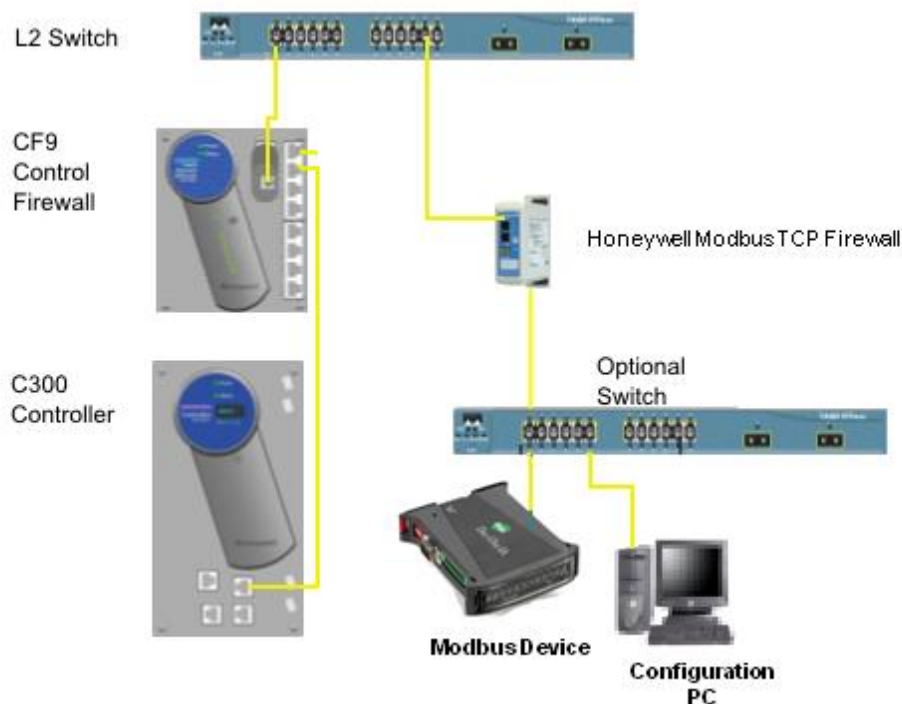 L2 Switch
CF9
Control
Firewall
Honeywell Modbus TCP Firewall
C300
Controller
Optional
Switch
Modbus Device
Configuration
PC